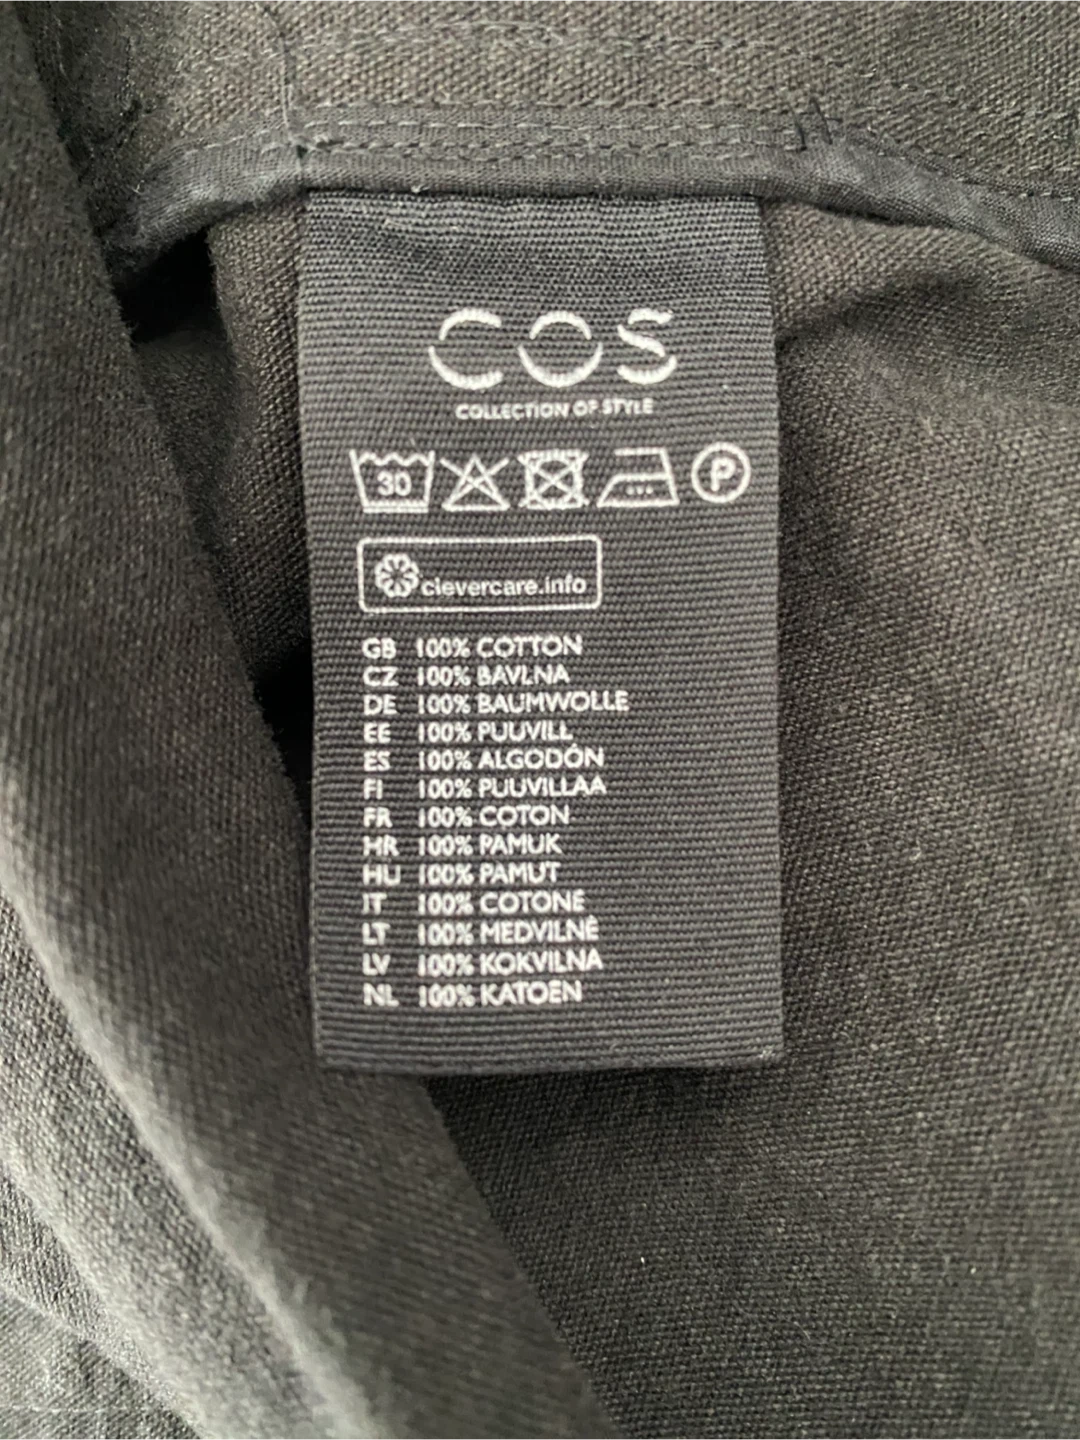 COS
COLLECTION OF STYLE
30 P
clevercare.info
GB 100% COTTON
CZ 100% BAVLNA
DE 100% BAUMWOLLE
EE 100% PUUVILL
ES 100% ALGODÓN
FI 100% PUUVILLAA
FR 100% COTON
HR 100% PAMUK
HU 100% PAMUT
IT 100% COTONE
LT 100% MEDVILNĖ
LV 100% KOKVILNA
NL 100% KATOEN